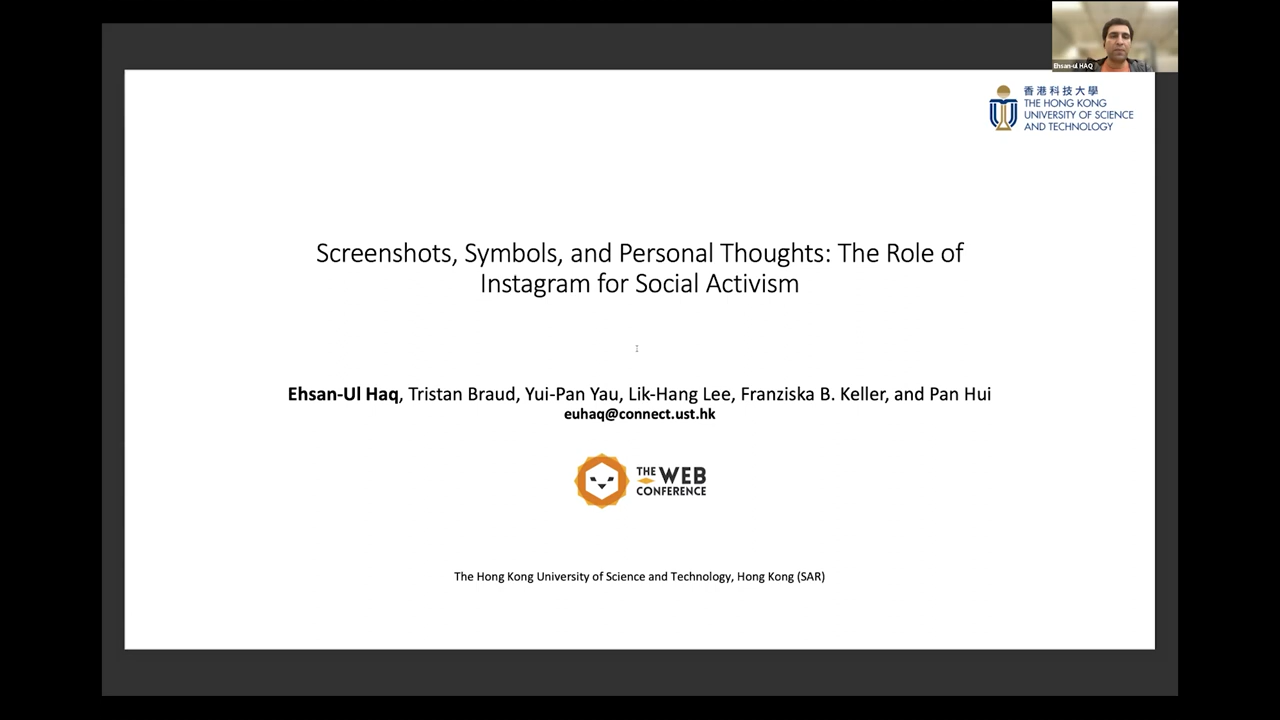 Ehsan-ul HAQ
香港科技大學
THE HONG KONG
UNIVERSITY OF SCIENCE
AND TECHNOLOGY
Screenshots, Symbols, and Personal Thoughts: The Role of
Instagram for Social Activism
Ehsan-Ul Haq, Tristan Braud, Yui-Pan Yau, Lik-Hang Lee, Franziska B. Keller, and Pan Hui
euhaq@connect.ust.hk
THE WEB
CONFERENCE
The Hong Kong University of Science and Technology, Hong Kong (SAR)